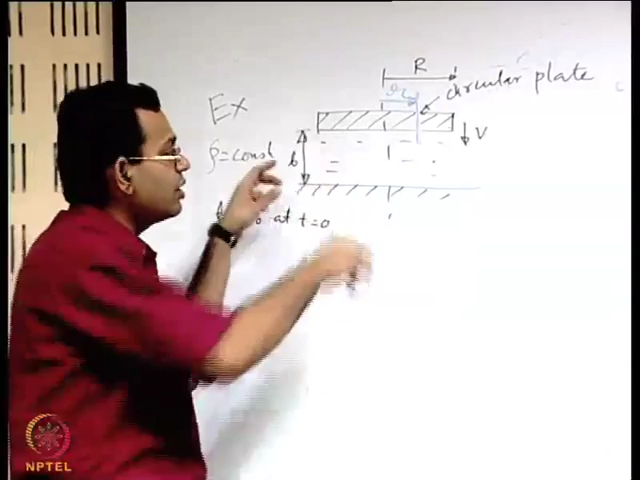 R
circular plate
Ex
r
V
ρ = const
b
at t=0
NPTEL